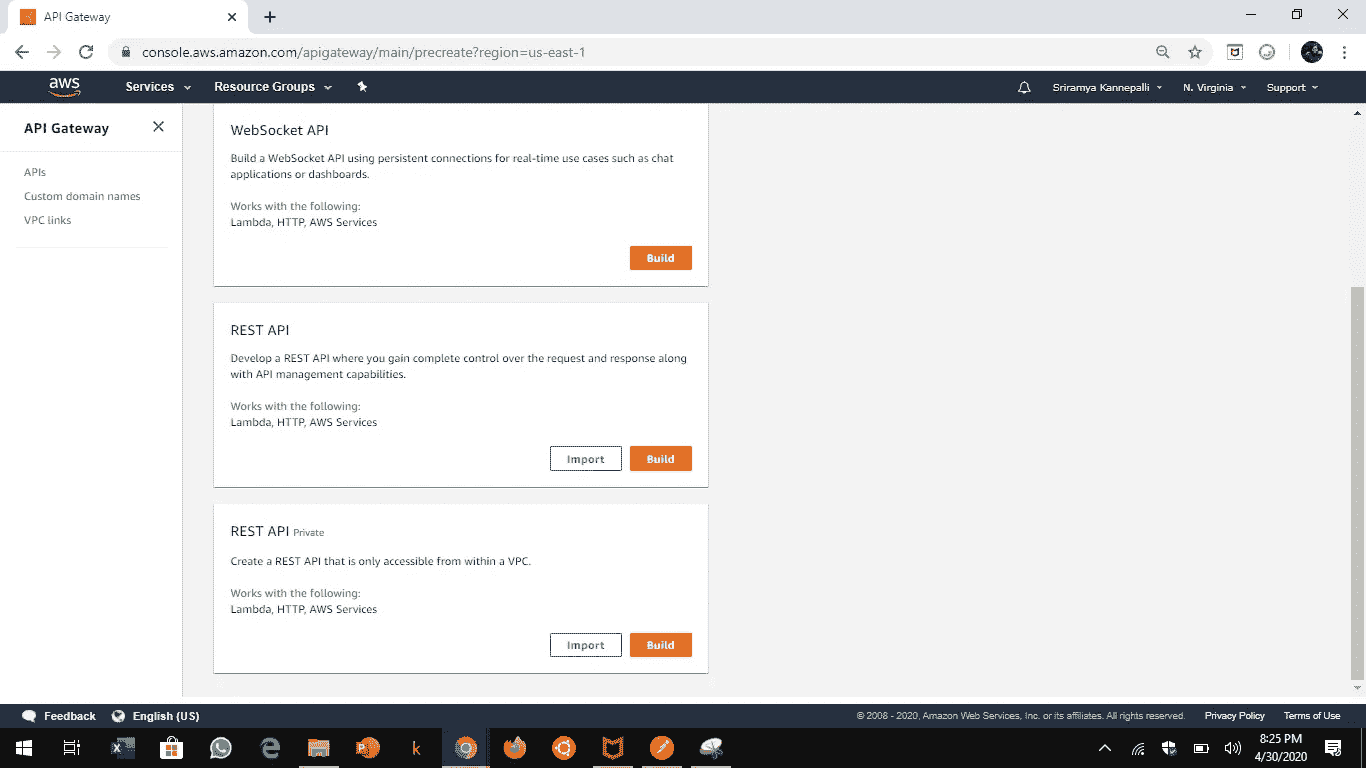 API Gateway
console.aws.amazon.com/apigateway/main/precreate?region=us-east-1
aws Services Resource Groups Sriramya Kannepalli N. Virginia Support
API Gateway
APIs
Custom domain names
VPC links
WebSocket API
Build a WebSocket API using persistent connections for real-time use cases such as chat
applications or dashboards.
Works with the following:
Lambda, HTTP, AWS Services
Build
REST API
Develop a REST API where you gain complete control over the request and response along
with API management capabilities.
Works with the following:
Lambda, HTTP, AWS Services
Import Build
REST API Private
Create a REST API that is only accessible from within a VPC.
Works with the following:
Lambda, HTTP, AWS Services
Import Build
Feedback English (US) © 2008 - 2020, Amazon Web Services, Inc. or its affiliates. All rights reserved. Privacy Policy Terms of Use
8:25 PM
4/30/2020